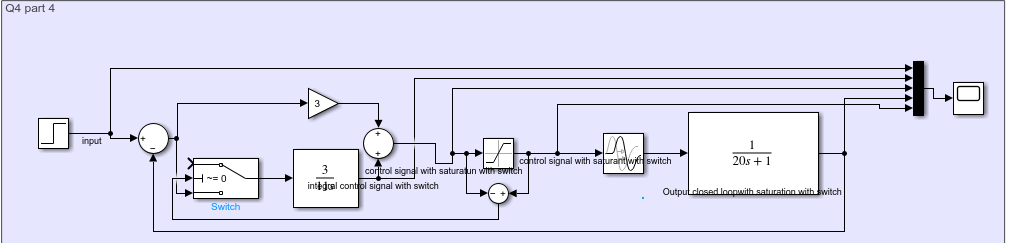 Q4 part 4
3
input
+
−
+
+
control signal with saturant with switch
control signal with saturatun with switch
1
20s + 1
3
~= 0
integral control signal with switch
− +
Output closed loopwith saturation with switch
Switch